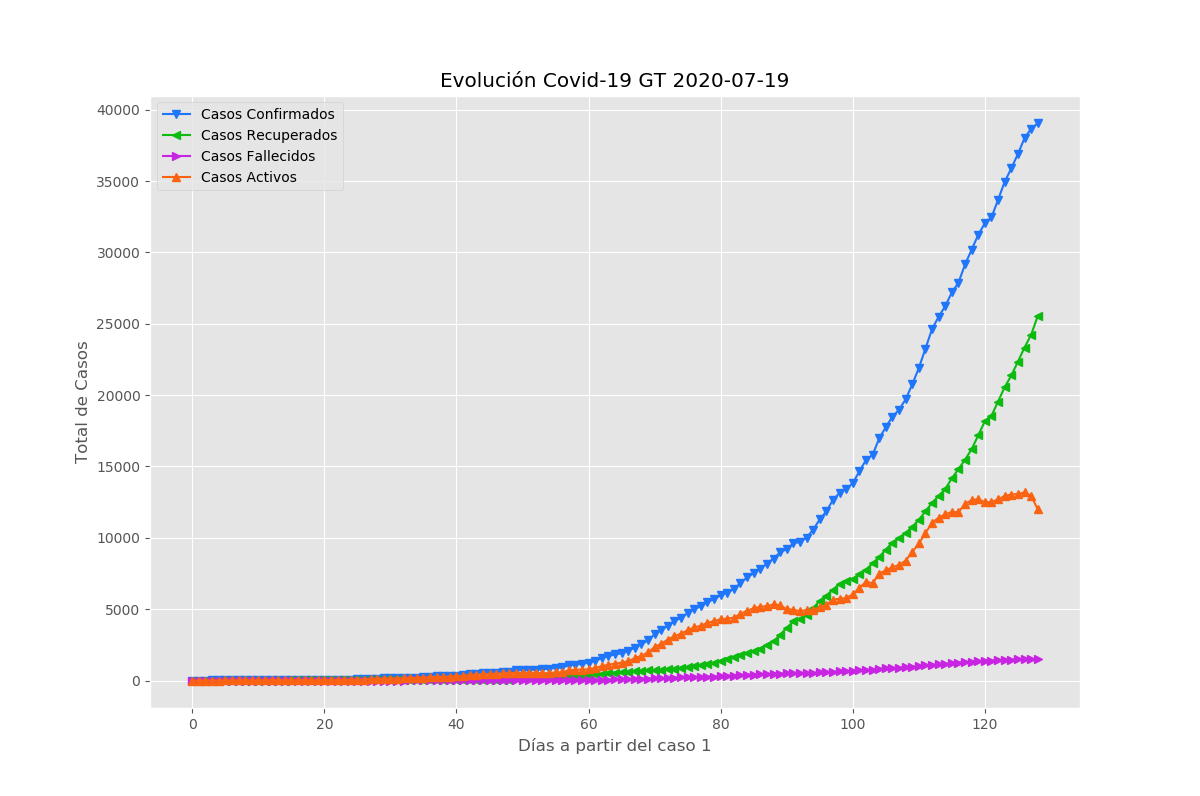 Evolución Covid-19 GT 2020-07-19
Casos Confirmados
Casos Recuperados
Casos Fallecidos
Casos Activos
Total de Casos
40000
35000
30000
25000
20000
15000
10000
5000
0
0 20 40 60 80 100 120
Días a partir del caso 1